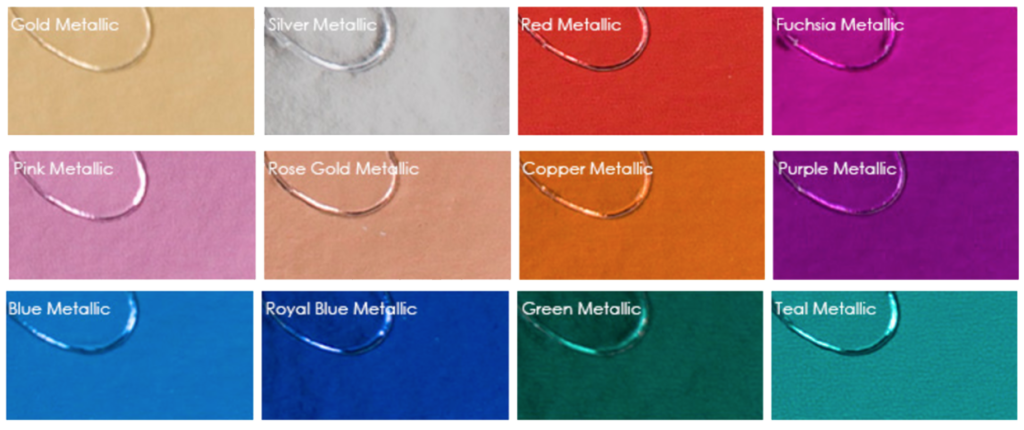 Gold Metallic
Silver Metallic
Red Metallic
Fuchsia Metallic
Pink Metallic
Rose Gold Metallic
Copper Metallic
Purple Metallic
Blue Metallic
Royal Blue Metallic
Green Metallic
Teal Metallic